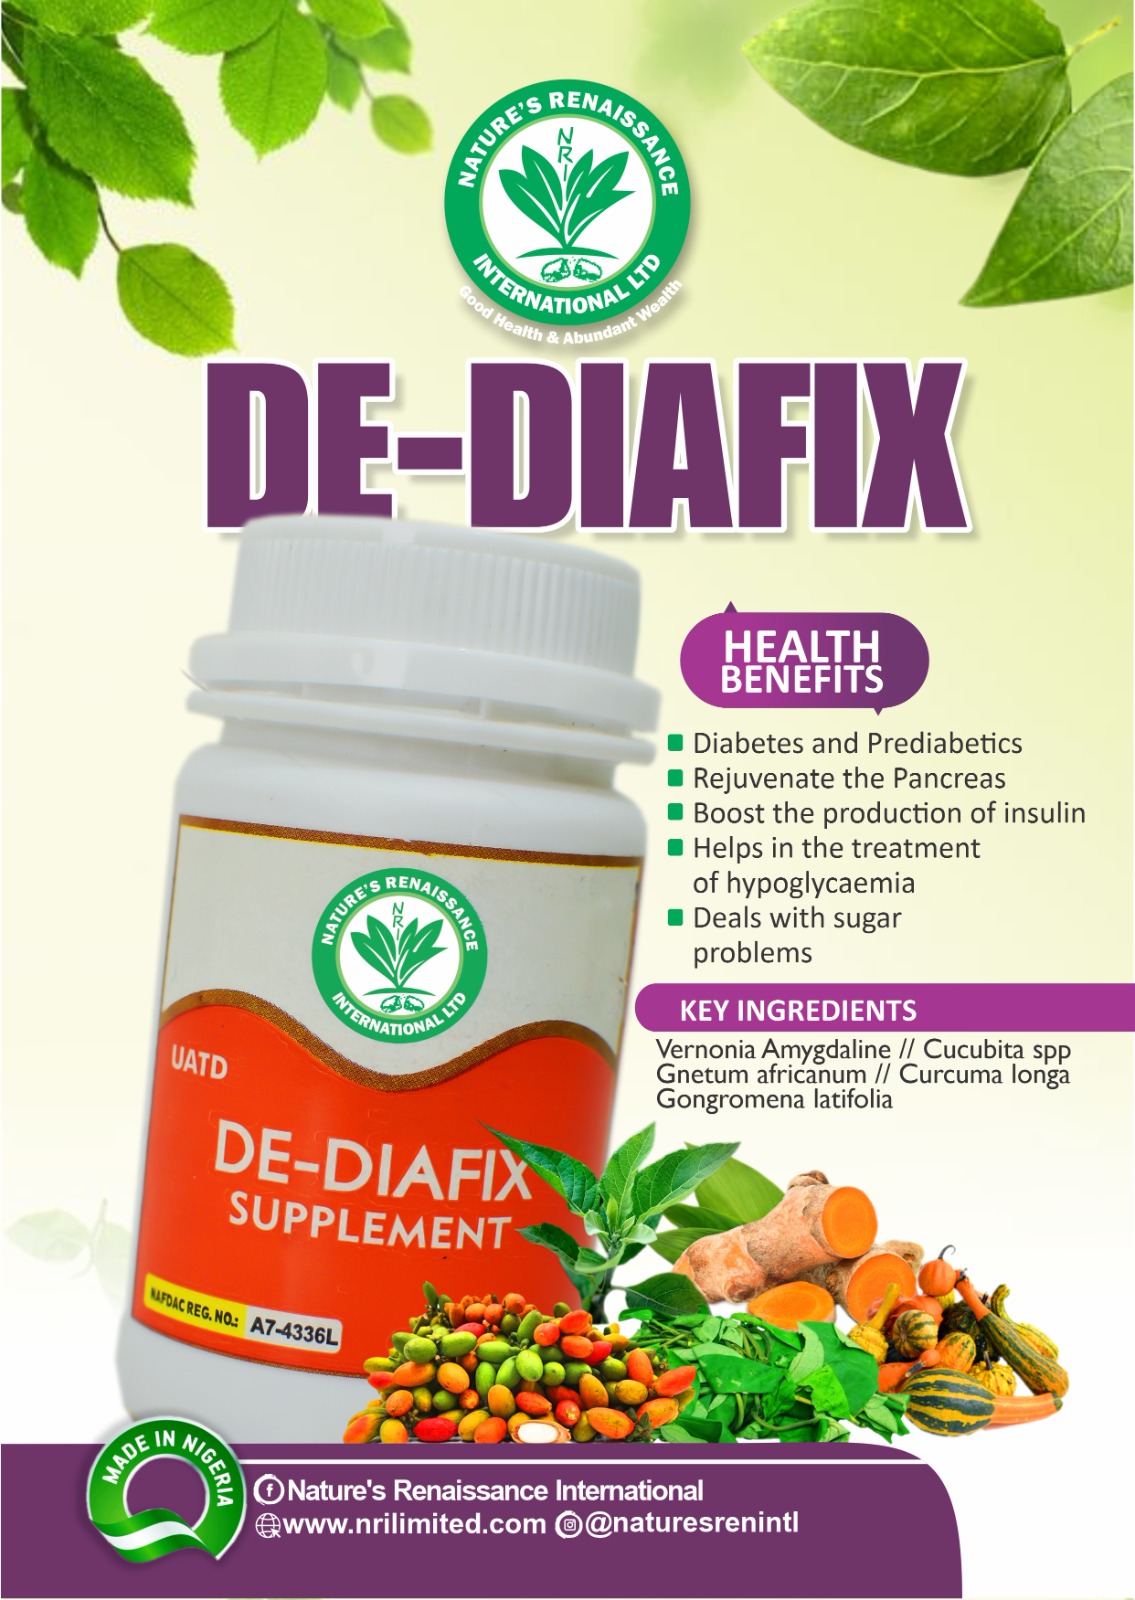 NATURE'S RENAISSANCE
NRI
INTERNATIONAL LTD
Good Health & Abundant Wealth
DE-DIAFIX
HEALTH
BENEFITS
Diabetes and Prediabetics
Rejuvenate the Pancreas
Boost the production of insulin
Helps in the treatment
of hypoglycaemia
Deals with sugar
problems
KEY INGREDIENTS
Vernonia Amygdaline // Cucubita spp
Gnetum africanum // Curcuma longa
Gongromena latifolia
NATURE'S RENAISSANCE
NRI
INTERNATIONAL LTD
UATD
DE-DIAFIX
SUPPLEMENT
NAFDAC REG. NO.: A7-4336L
MADE IN NIGERIA
Nature's Renaissance International
www.nrilimited.com @naturesrenintl